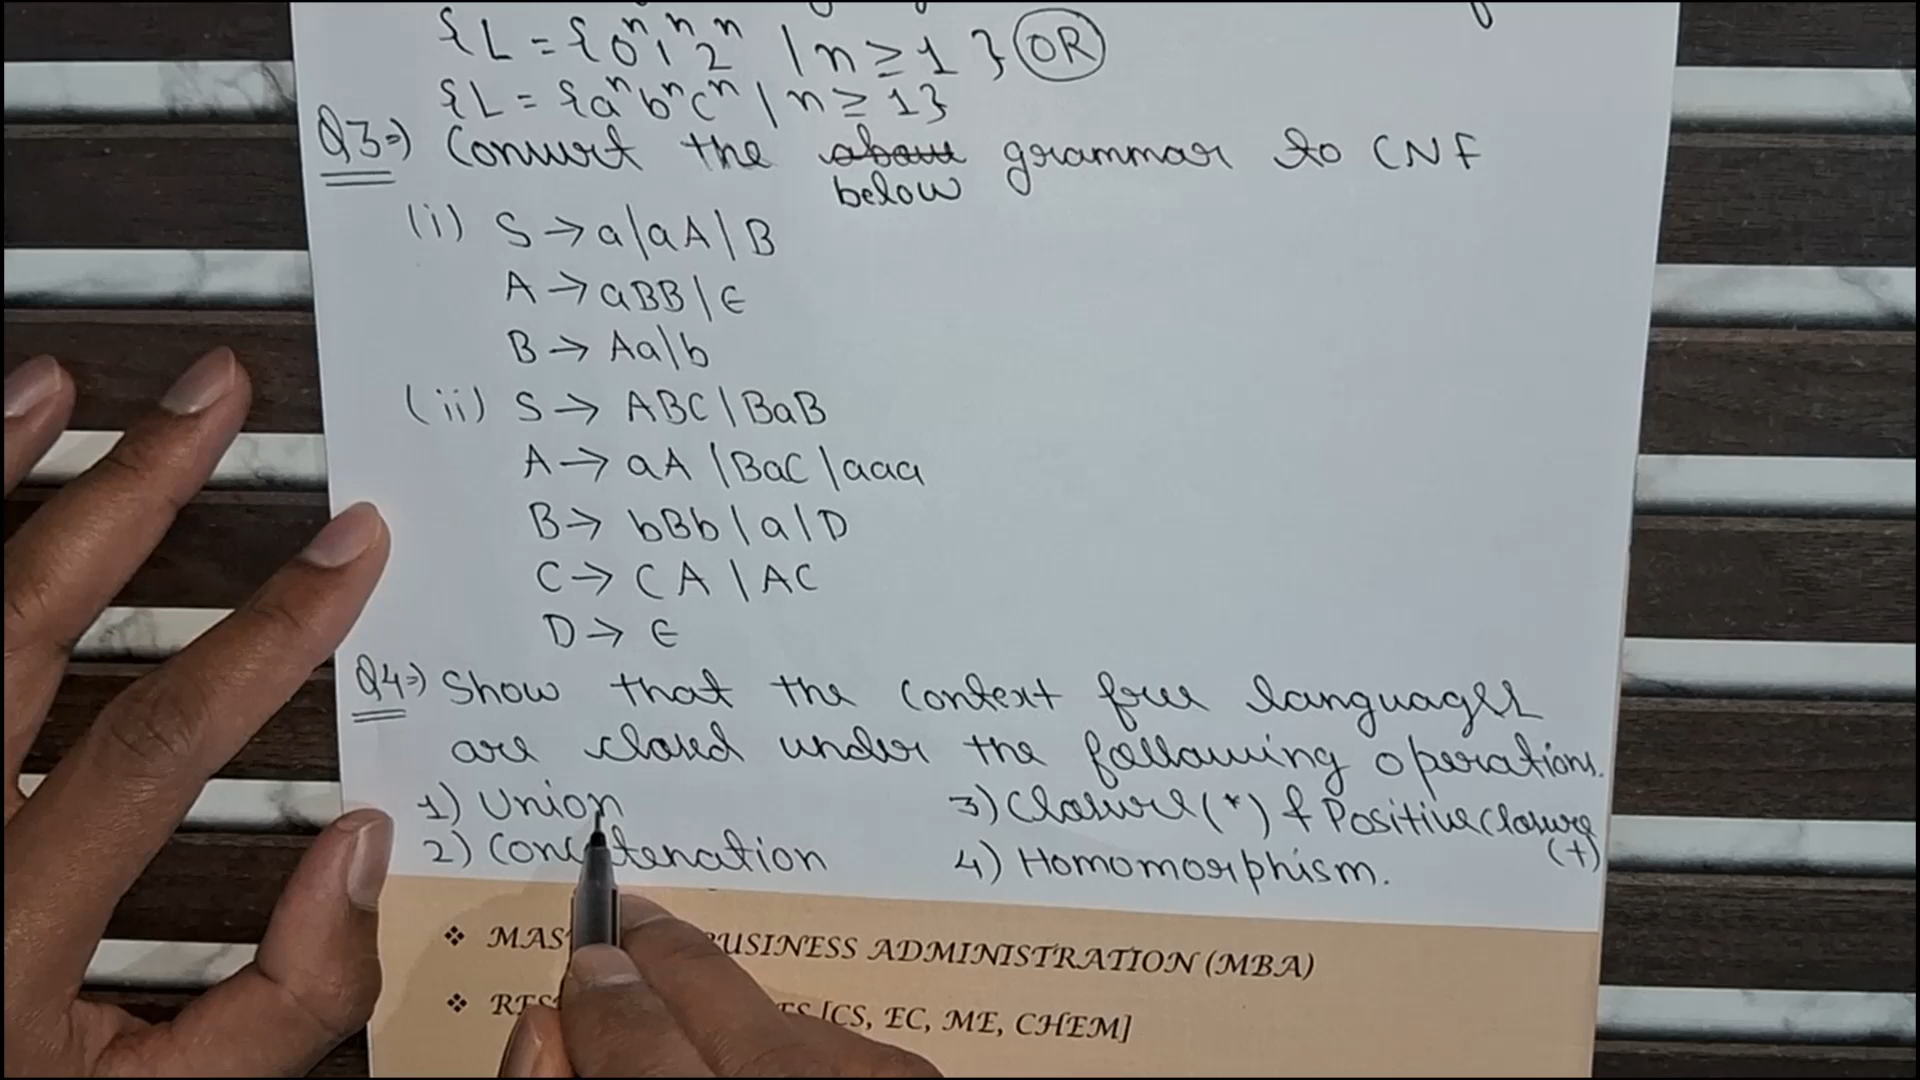 {L = {0ⁿ1ⁿ2ⁿ | n ≥ 1 } OR
{L = {aⁿbⁿcⁿ | n ≥ 1}
Q3⇒) Convert the above grammar to CNF
below
(i) S → a|aA|B
A → aBB|ϵ
B → Aa|b
(ii) S → ABC|BaB
A → aA|BaC|aaa
B → bBb|a|D
C → CA|AC
D → ϵ
Q4⇒) Show that the context free languages
are closed under the following operations.
1) Union
2) Concatenation
3) Closure (*) & Positive Closure
(+)
4) Homomorphism.
❖ MAS BUSINESS ADMINISTRATION (MBA)
❖ [CS, EC, ME, CHEM]